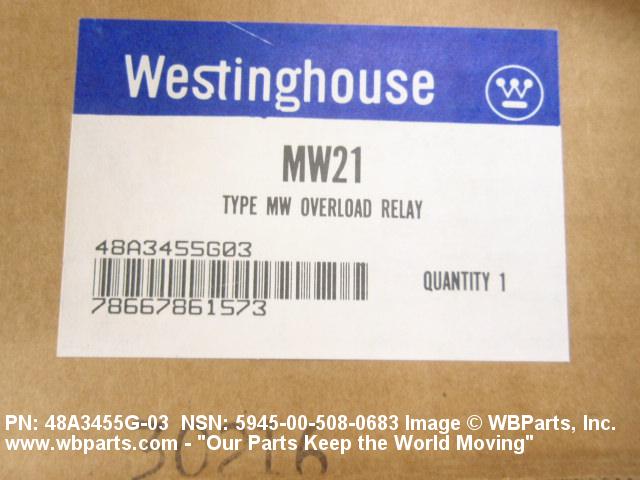 Westinghouse
MW21
TYPE MW OVERLOAD RELAY
48A3455G03
QUANTITY 1
78667861573
PN: 48A3455G-03 NSN: 5945-00-508-0683 Image © WBParts, Inc.
www.wbparts.com - "Our Parts Keep the World Moving"